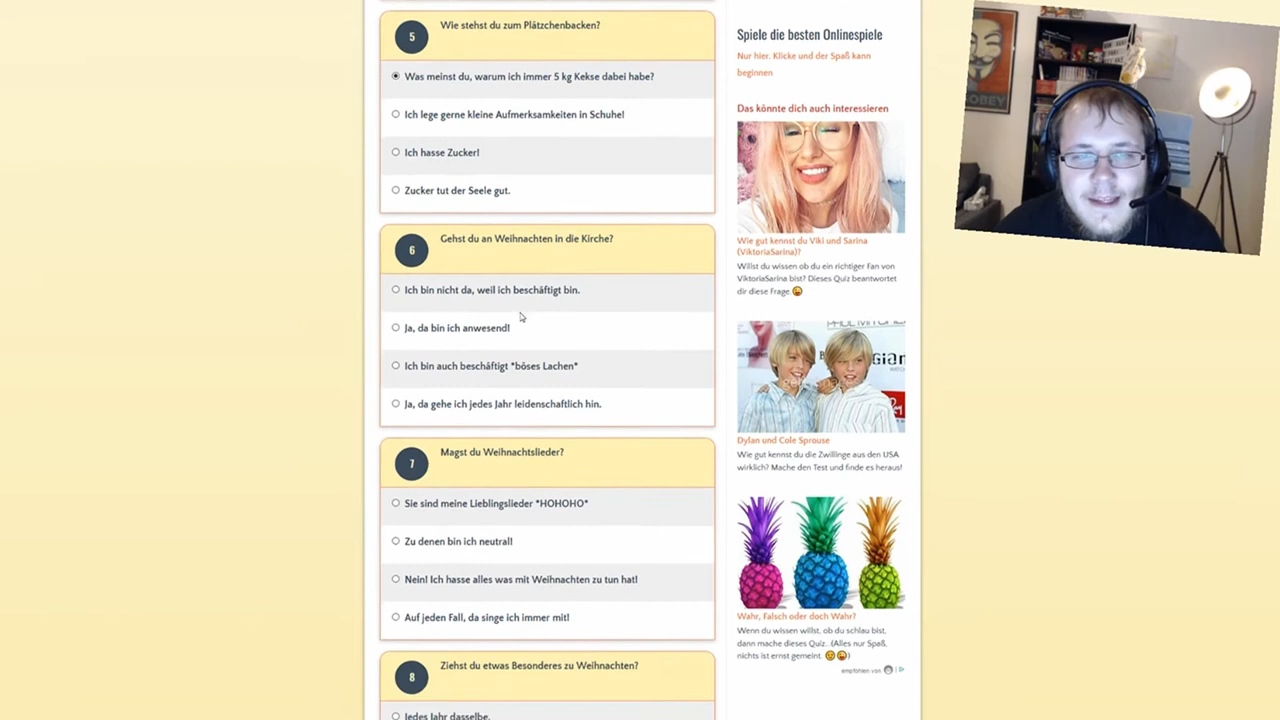 5
Wie stehst du zum Plätzchenbacken?
Was meinst du, warum ich immer 5 kg Kekse dabei habe?
Ich lege gerne kleine Aufmerksamkeiten in Schuhe!
Ich hasse Zucker!
Zucker tut der Seele gut.
6
Gehst du an Weihnachten in die Kirche?
Ich bin nicht da, weil ich beschäftigt bin.
Ja, da bin ich anwesend!
Ich bin auch beschäftigt *böses Lachen*
Ja, da gehe ich jedes Jahr leidenschaftlich hin.
7
Magst du Weihnachtslieder?
Sie sind meine Lieblingslieder *HOHOHO*
Zu denen bin ich neutral!
Nein! Ich hasse alles was mit Weihnachten zu tun hat!
Auf jeden Fall, da singe ich immer mit!
8
Ziehst du etwas Besonderes zu Weihnachten?
Jedes Jahr dasselbe.
Spiele die besten Onlinespiele
Nur hier. Klicke und der Spaß kann
beginnen
Das könnte dich auch interessieren
Wie gut kennst du Viki und Sarina
(ViktoriaSarina)?
Willst du wissen ob du ein richtiger Fan von
ViktoriaSarina bist? Dieses Quiz beantwortet
dir diese Frage 😜
Dylan und Cole Sprouse
Wie gut kennst du die Zwillinge aus den USA
wirklich? Mache den Test und finde es heraus!
Wahr, Falsch oder doch Wahr?
Wenn du wissen willst, ob du schlau bist,
dann mache dieses Quiz.. (Alles nur Spaß,
nichts ist ernst gemeint. 😉😜)
empfohlen von
OBEY